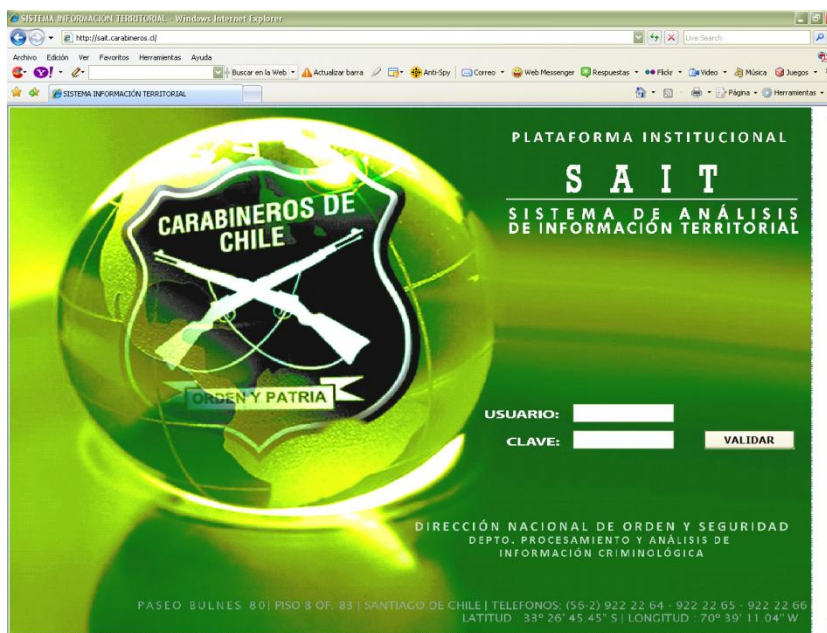 SISTEMA INFORMACIÓN TERRITORIAL - Windows Internet Explorer
http://sait.carabineros.cl/
Live Search
Archivo Edición Ver Favoritos Herramientas Ayuda
Buscar en la Web Actualizar barra Anti-Spy Correo Web Messenger Respuestas Flickr Video Música Juegos
SISTEMA INFORMACIÓN TERRITORIAL
Página Herramientas
PLATAFORMA INSTITUCIONAL
SAIT
SISTEMA DE ANÁLISIS
DE INFORMACIÓN TERRITORIAL
CARABINEROS DE
CHILE
ORDEN Y PATRIA
USUARIO:
CLAVE:
VALIDAR
DIRECCIÓN NACIONAL DE ORDEN Y SEGURIDAD
DEPTO. PROCESAMIENTO Y ANÁLISIS DE
INFORMACIÓN CRIMINOLÓGICA
PASEO BULNES 80| PISO 8 OF. 83 | SANTIAGO DE CHILE | TELEFONOS: (56-2) 922 22 64 - 922 22 65 - 922 22 66
LATITUD : 33º 26' 45.45" S | LONGITUD : 70º 39' 11.04" W